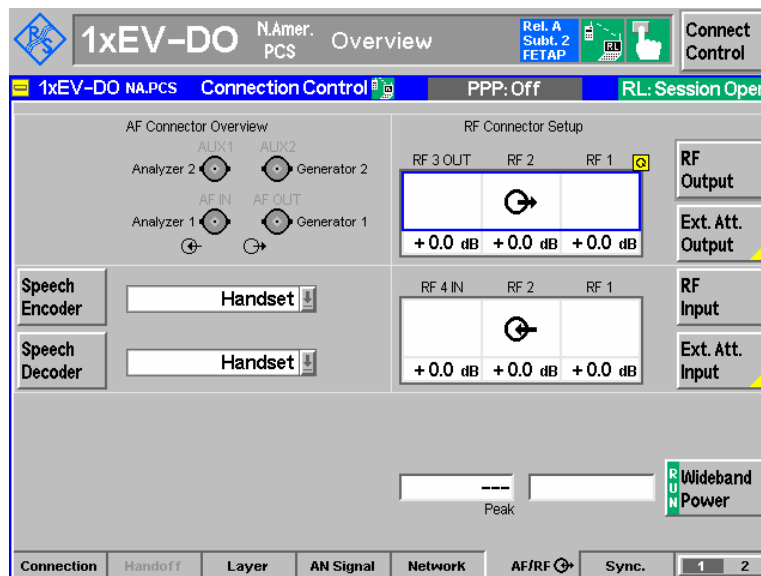 1xEV-DO N.Amer. PCS Overview
Rel. A
Subt. 2
FETAP
RL
Connect
Control
R&S
1xEV-DO NA.PCS Connection Control PPP: Off RL: Session Oper
AF Connector Overview
AUX1 AUX2
Analyzer 2 Generator 2
AF IN AF OUT
Analyzer 1 Generator 1
RF Connector Setup
RF 3 OUT RF 2 RF 1
+ 0.0 dB + 0.0 dB + 0.0 dB
RF
Output
Ext. Att.
Output
Speech
Encoder
Handset
Speech
Decoder
Handset
RF 4 IN RF 2 RF 1
+ 0.0 dB + 0.0 dB + 0.0 dB
RF
Input
Ext. Att.
Input
---
Peak
RUN
Wideband
Power
Connection Handoff Layer AN Signal Network AF/RF Sync. 1 2